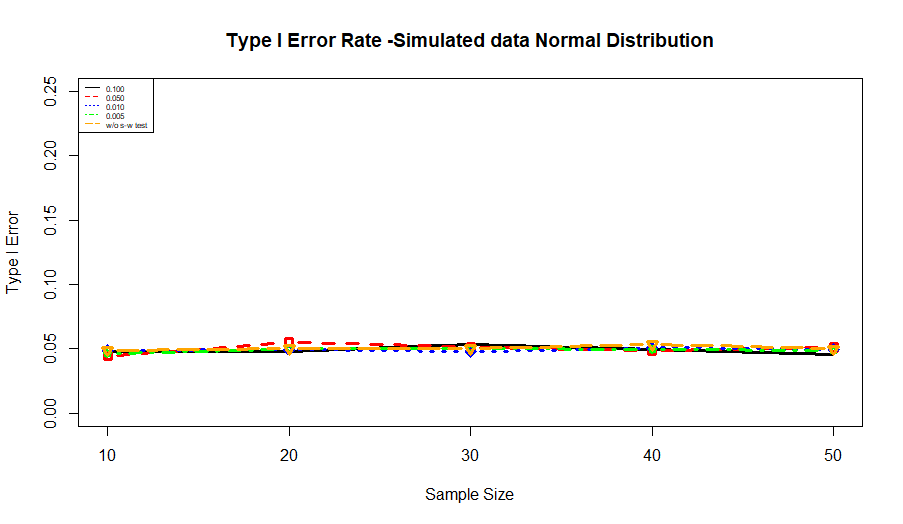 Type I Error Rate -Simulated data Normal Distribution
0.25
0.20
0.15
0.10
0.05
0.00
Type I Error
0.100
0.050
0.010
0.005
w/o s-w test
10 20 30 40 50
Sample Size